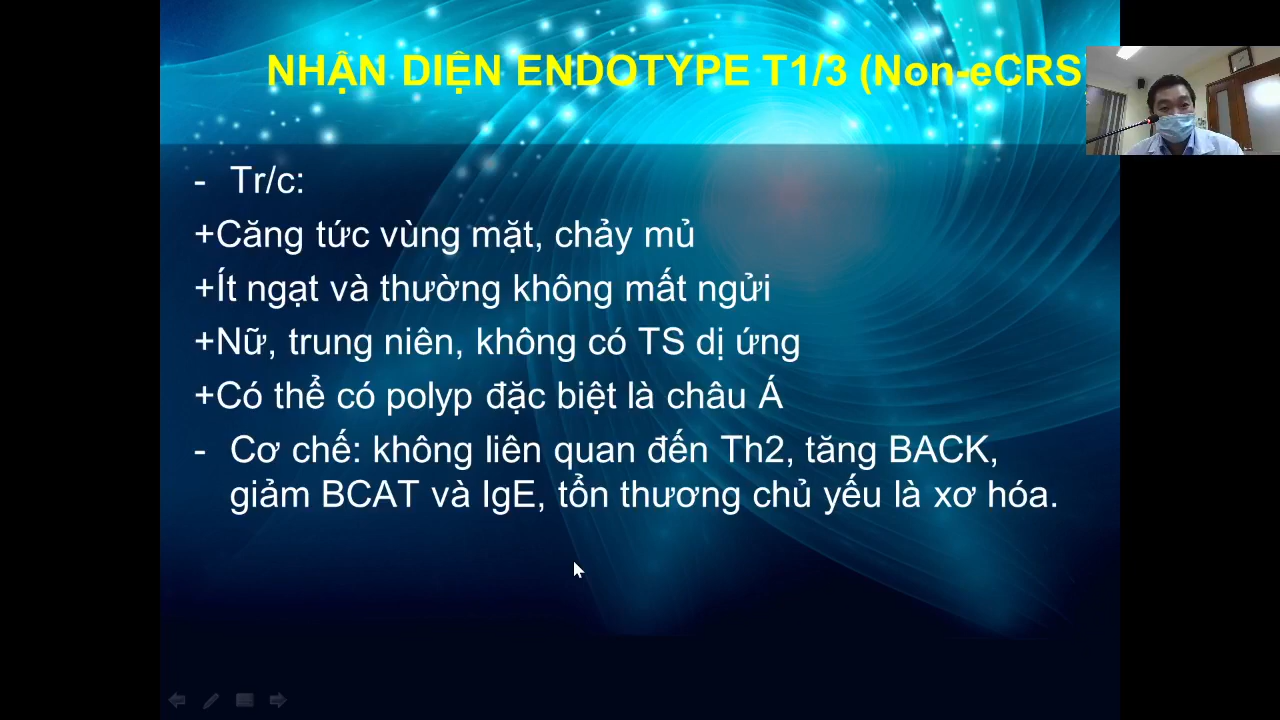 NHẬN DIỆN ENDOTYPE T1/3 (Non-eCRS
- Tr/c:
+Căng tức vùng mặt, chảy mủ
+Ít ngạt và thường không mất ngửi
+Nữ, trung niên, không có TS dị ứng
+Có thể có polyp đặc biệt là châu Á
- Cơ chế: không liên quan đến Th2, tăng BACK,
giảm BCAT và IgE, tổn thương chủ yếu là xơ hóa.